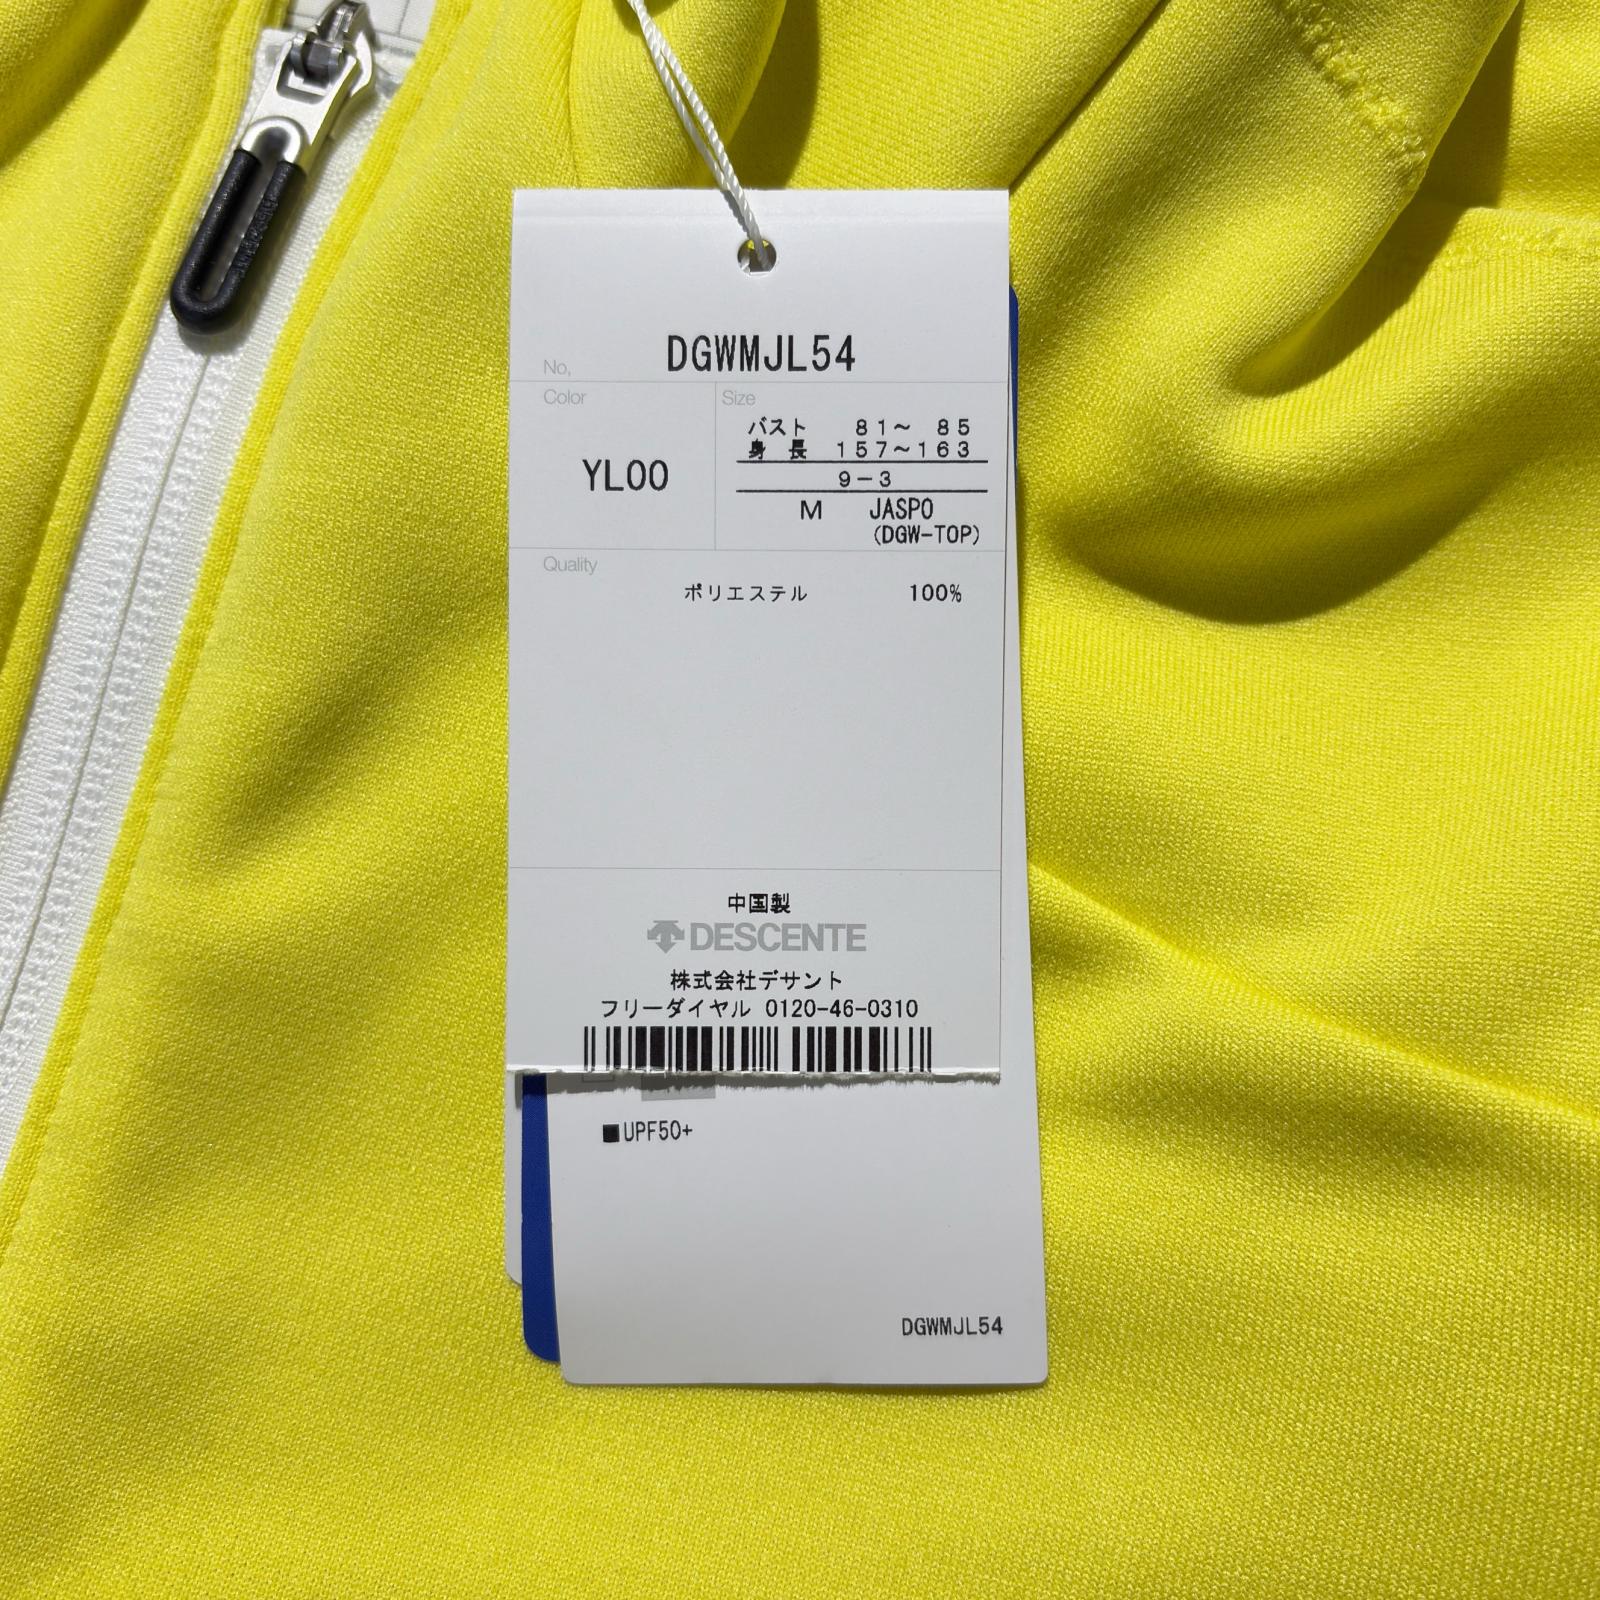 DGWMJL54
No,
Color
Size
バスト 81～ 85
身 長 157～163
YL00
9－3
M JASPO
(DGW-TOP)
Quality
ポリエステル 100%
中国製
DESCENTE
株式会社デサント
フリーダイヤル 0120-46-0310
■UPF50+
DGWMJL54